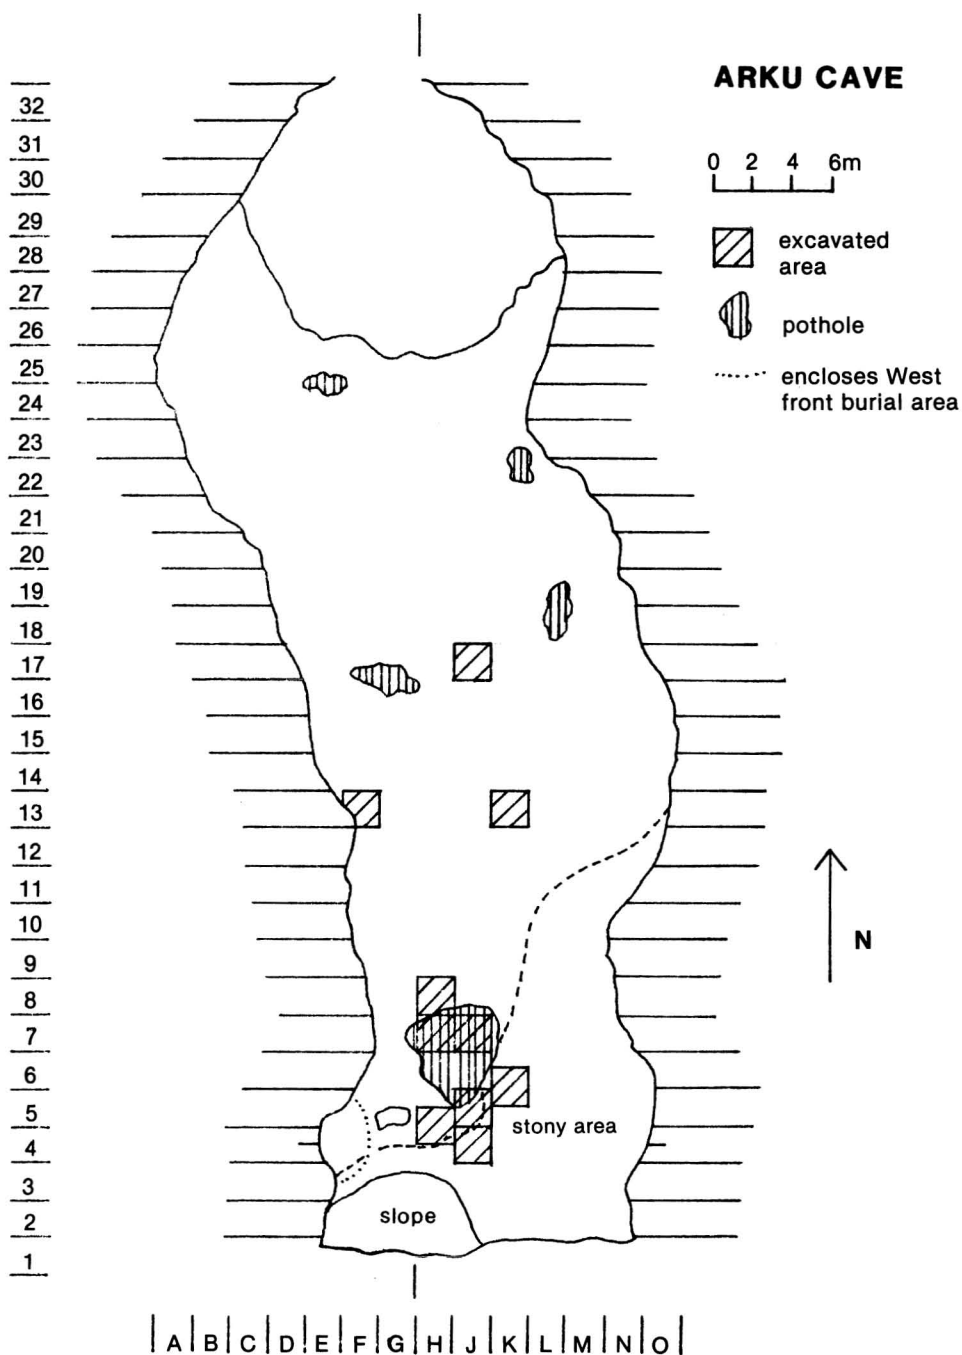 ARKU CAVE
0 2 4 6m
excavated
area
pothole
encloses West
front burial area
32
31
30
29
28
27
26
25
24
23
22
21
20
19
18
17
16
15
14
13
12
11
10
9
8
7
6
5
4
3
2
1
N
stony area
slope
A B C D E F G H J K L M N O